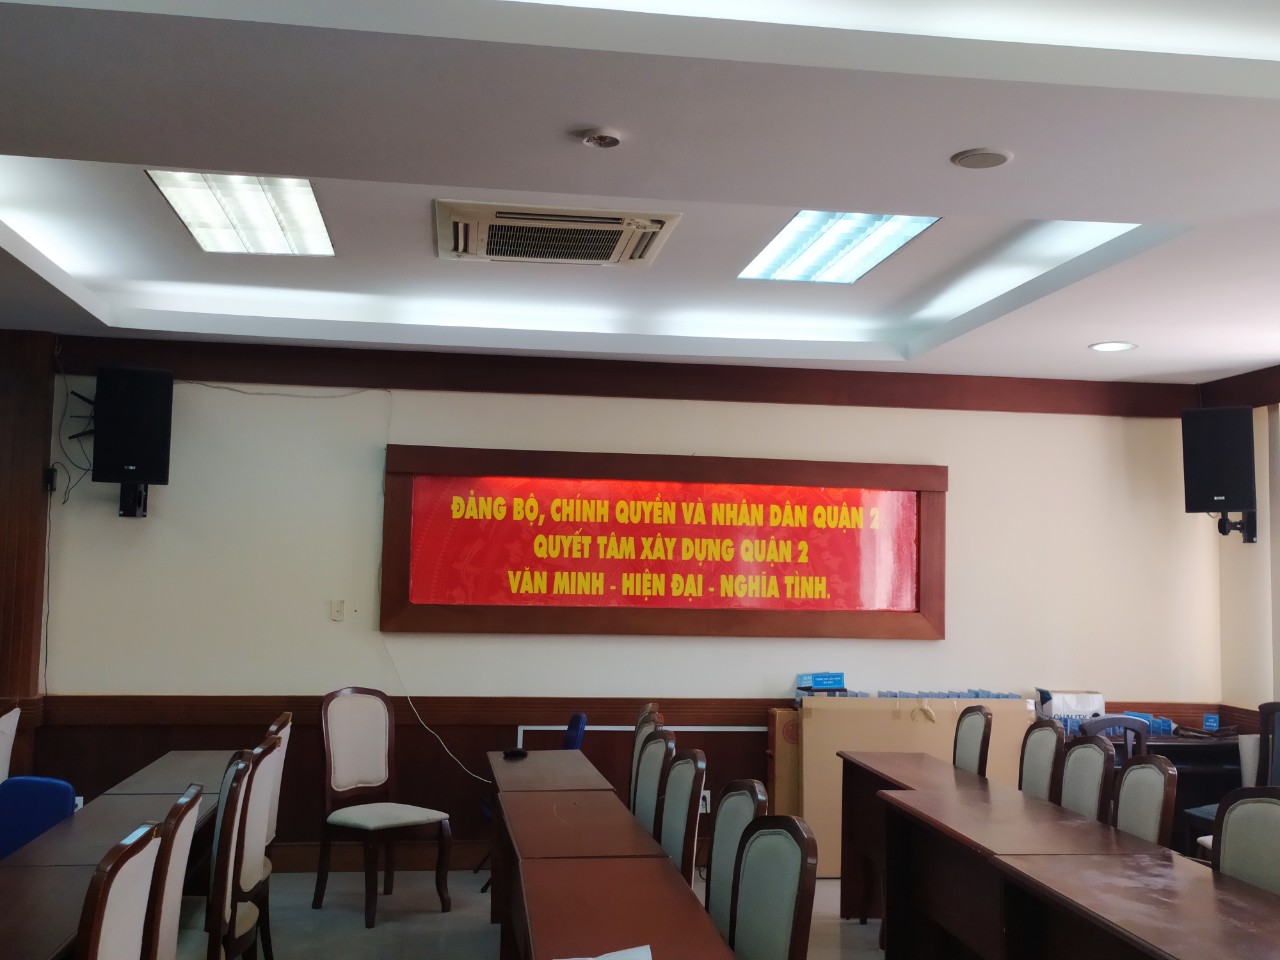 ĐẢNG BỘ, CHÍNH QUYỀN VÀ NHÂN DÂN QUẬN 2
QUYẾT TÂM XÂY DỰNG QUẬN 2
VĂN MINH - HIỆN ĐẠI - NGHĨA TÌNH.
QUALITY